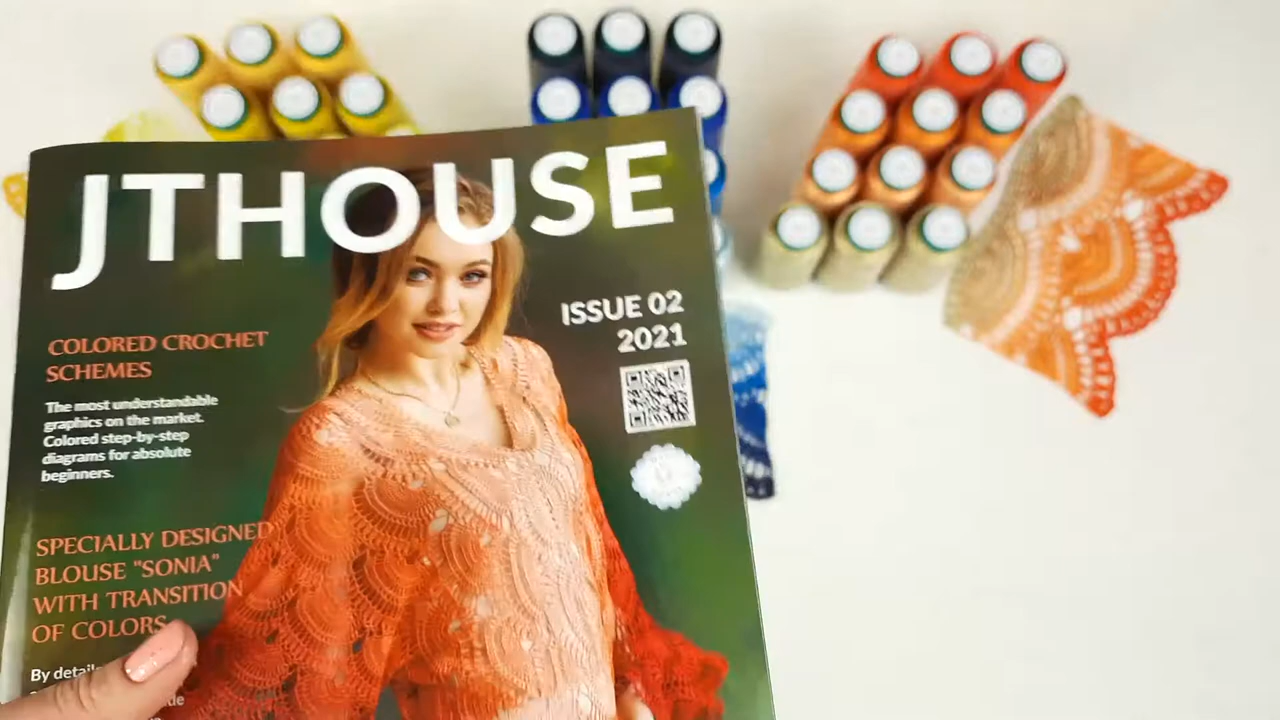 JTHOUSE
ISSUE 02
2021
COLORED CROCHET
SCHEMES
The most understandable
graphics on the market.
Colored step-by-step
diagrams for absolute
beginners.
SPECIALLY DESIGNED
BLOUSE "SONIA"
WITH TRANSITION
OF COLORS
By